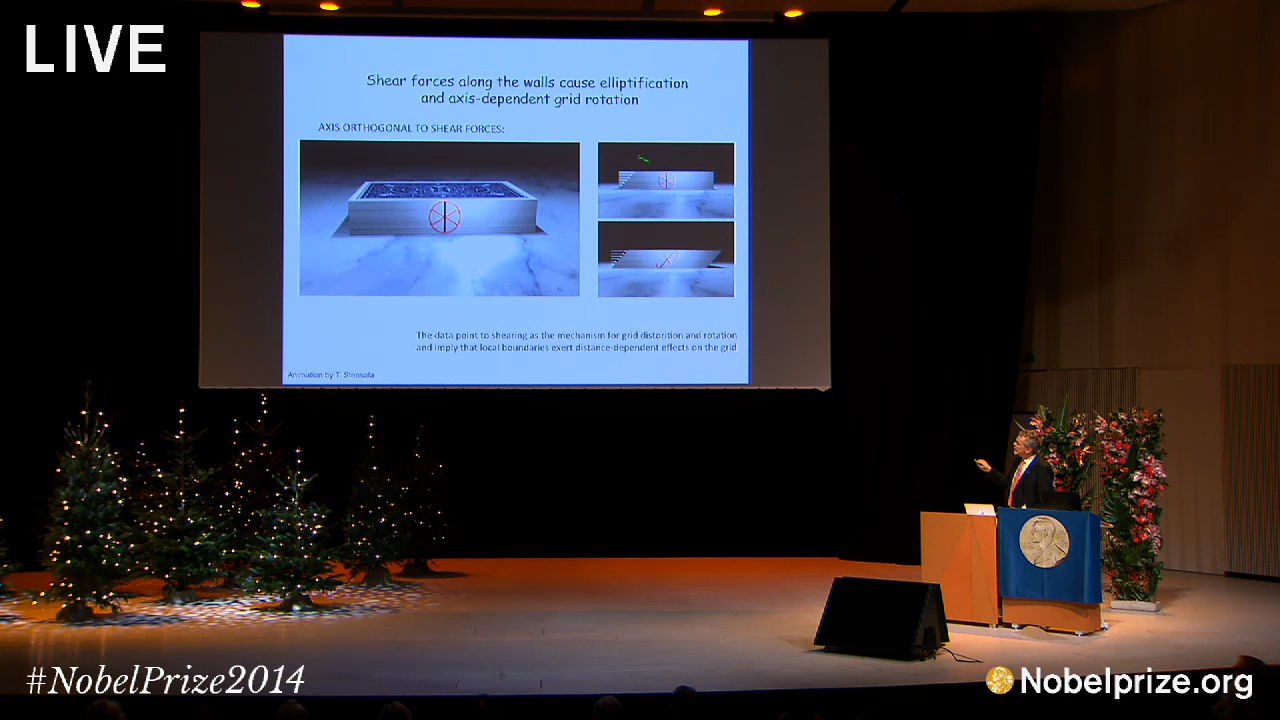 LIVE
Shear forces along the walls cause elliptification
and axis-dependent grid rotation
AXIS ORTHOGONAL TO SHEAR FORCES:
The data point to shearing as the mechanism for grid distortion and rotation
and imply that local boundaries exert distance-dependent effects on the grid
Animation by T. Stensola
#NobelPrize2014
Nobelprize.org